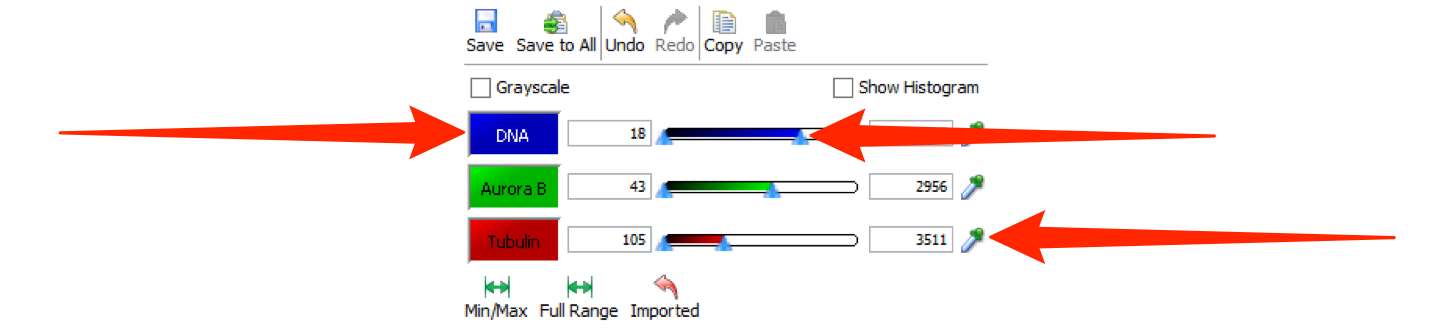 Save Save to All Undo Redo Copy Paste
Grayscale Show Histogram
DNA 18
Aurora B 43 2956
Tubulin 105 3511
Min/Max Full Range Imported